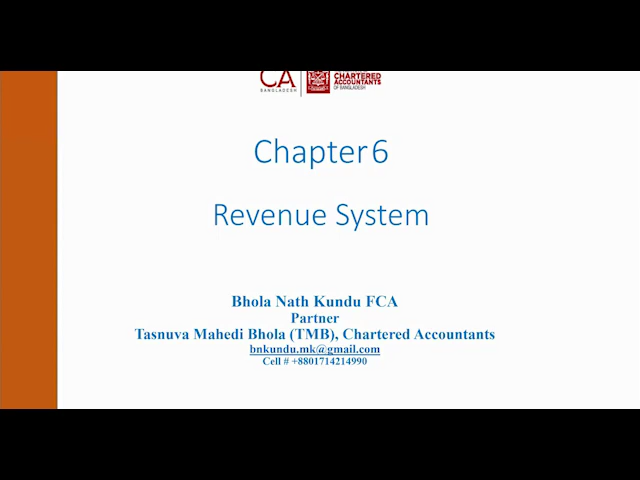 CA
BANGLADESH
CHARTERED
ACCOUNTANTS
OF BANGLADESH
Chapter 6
Revenue System
Bhola Nath Kundu FCA
Partner
Tasnuva Mahedi Bhola (TMB), Chartered Accountants
bnkundu.mk@gmail.com
Cell # +8801714214990